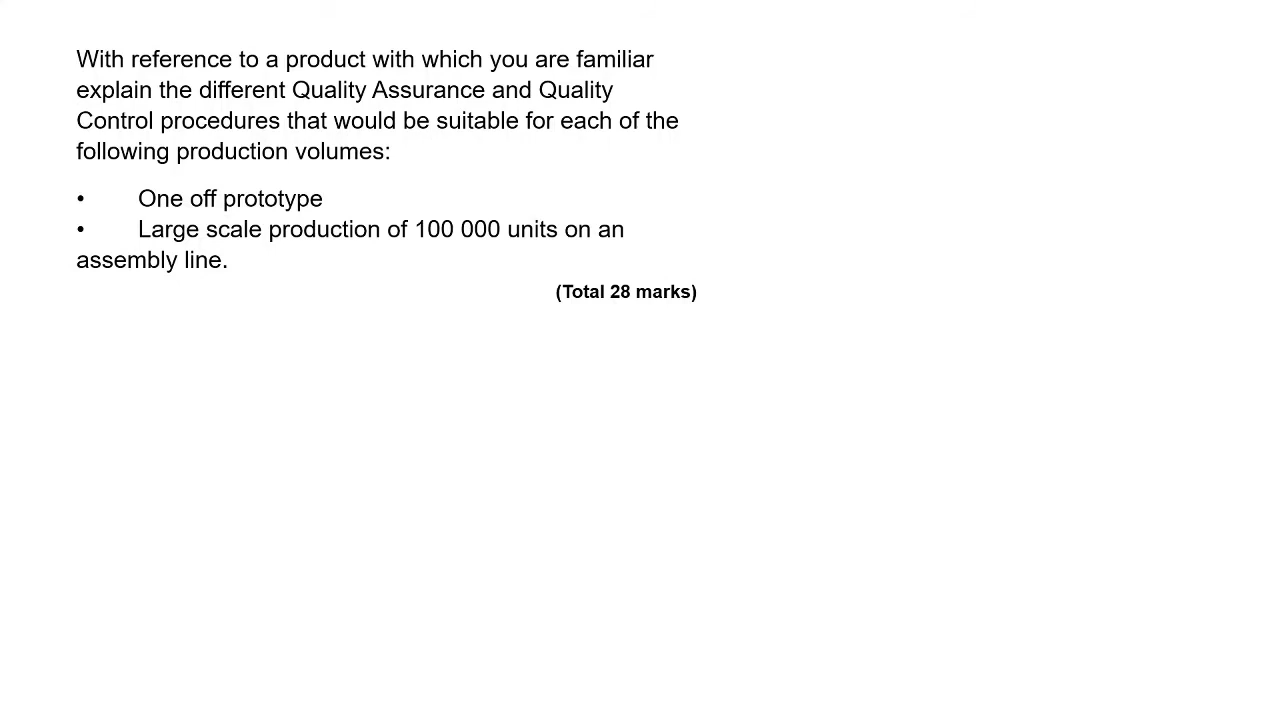 With reference to a product with which you are familiar
explain the different Quality Assurance and Quality
Control procedures that would be suitable for each of the
following production volumes:
• One off prototype
• Large scale production of 100 000 units on an
assembly line.
(Total 28 marks)